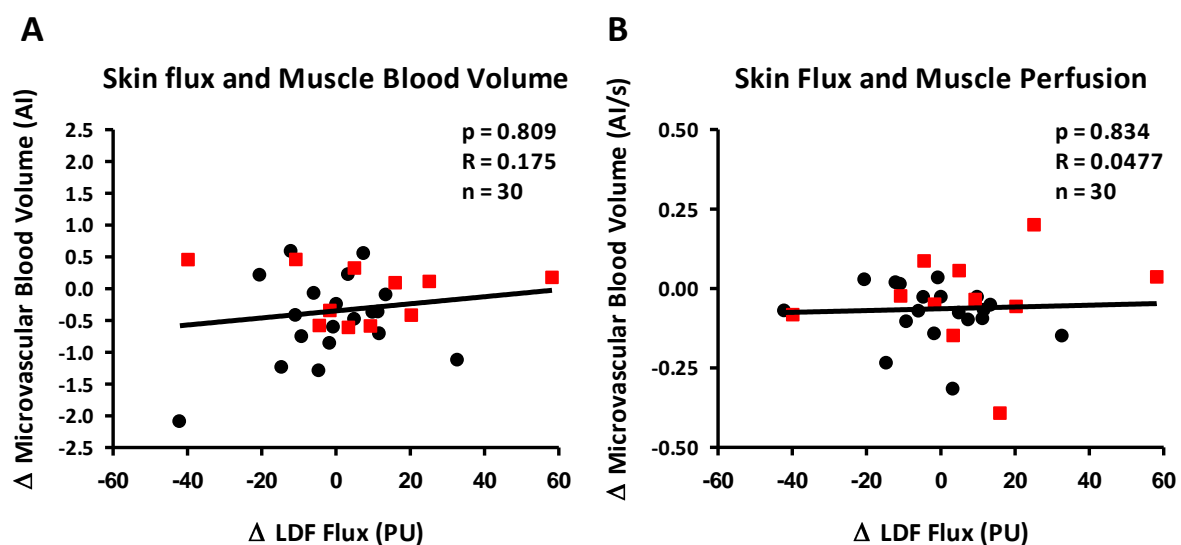 A
Skin flux and Muscle Blood Volume
p = 0.809
R = 0.175
n = 30
Δ Microvascular Blood Volume (AI)
2.5
2.0
1.5
1.0
0.5
0.0
-0.5
-1.0
-1.5
-2.0
-2.5
-60
-40
-20
0
20
40
60
Δ LDF Flux (PU)
B
Skin Flux and Muscle Perfusion
p = 0.834
R = 0.0477
n = 30
Δ Microvascular Blood Volume (AI/s)
0.50
0.25
0.00
-0.25
-0.50
-60
-40
-20
0
20
40
60
Δ LDF Flux (PU)